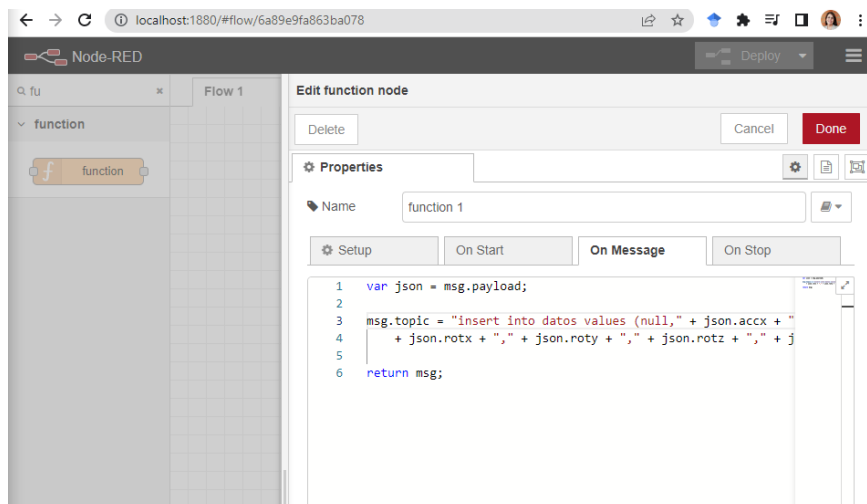 localhost:1880/#flow/6a89e9fa863ba078
Node-RED
Deploy
fu
Flow 1
function
function
Edit function node
Delete
Cancel
Done
Properties
Name
function 1
Setup
On Start
On Message
On Stop
1 var json = msg.payload;
2
3 msg.topic = "insert into datos values (null," + json.accx + "
4 + json.rotx + "," + json.roty + "," + json.rotz + "," + j
5
6 return msg;